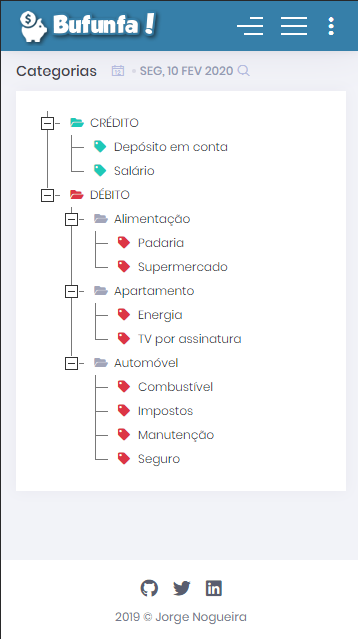 Bufunfa!
Categorias SEG, 10 FEV 2020
CRÉDITO
Depósito em conta
Salário
DÉBITO
Alimentação
Padaria
Supermercado
Apartamento
Energia
TV por assinatura
Automóvel
Combustível
Impostos
Manutenção
Seguro
2019 © Jorge Nogueira